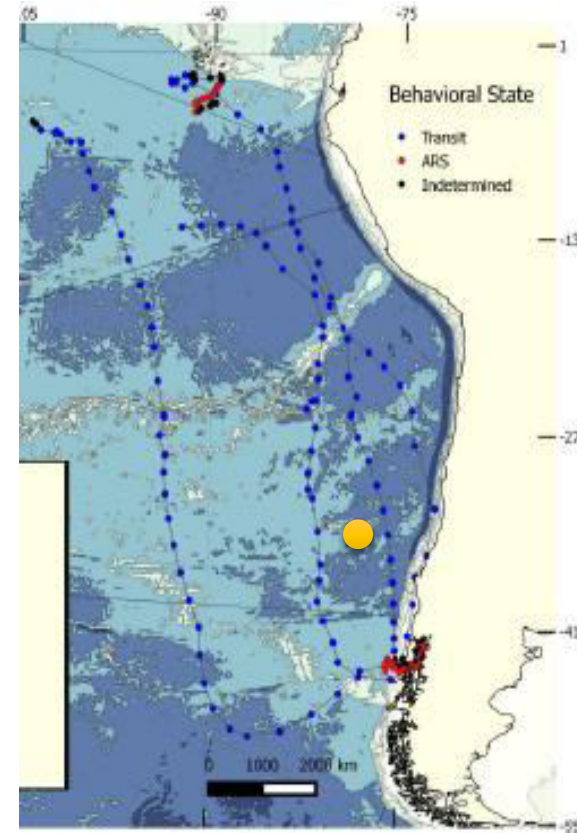 05 -90 -75
1
Behavioral State
Transit
ARS
Indetermined
-13
-27
-41
0 1000 2000 km